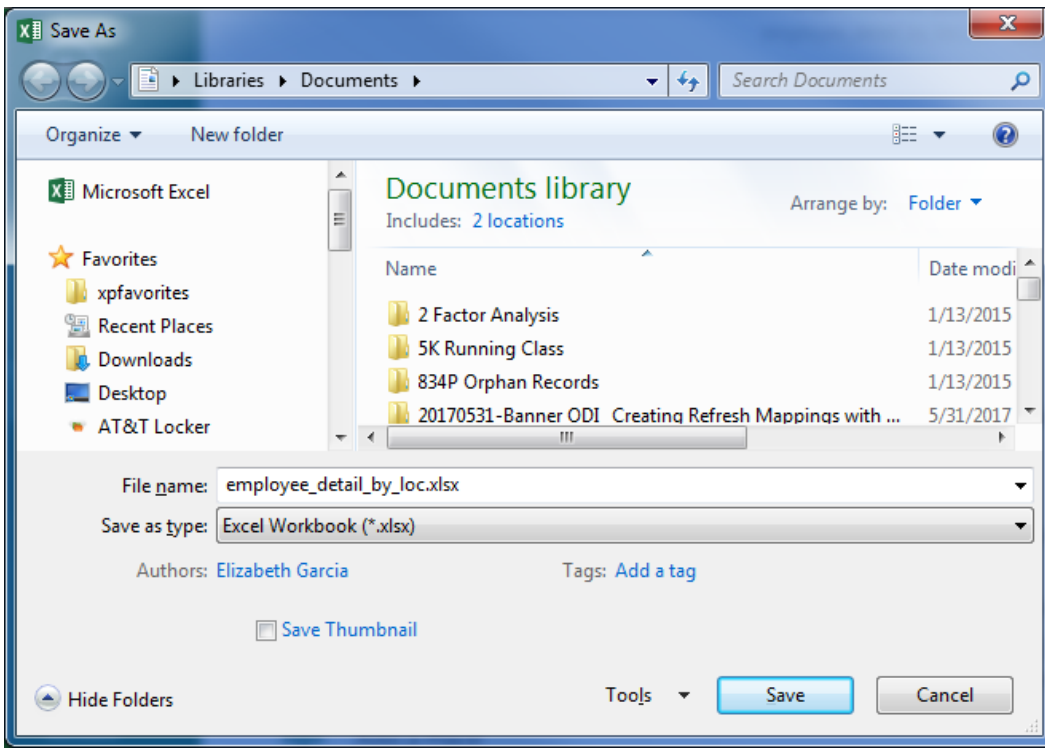 Save As
Libraries Documents
Search Documents
Organize New folder
Microsoft Excel
Favorites
xpfavorites
Recent Places
Downloads
Desktop
AT&T Locker
Documents library
Includes: 2 locations
Arrange by: Folder
Name Date modi
2 Factor Analysis 1/13/2015
5K Running Class 1/13/2015
834P Orphan Records 1/13/2015
20170531-Banner ODI_Creating Refresh Mappings with ... 5/31/2017
File name: employee_detail_by_loc.xlsx
Save as type: Excel Workbook (*.xlsx)
Authors: Elizabeth Garcia Tags: Add a tag
Save Thumbnail
Hide Folders Tools Save Cancel